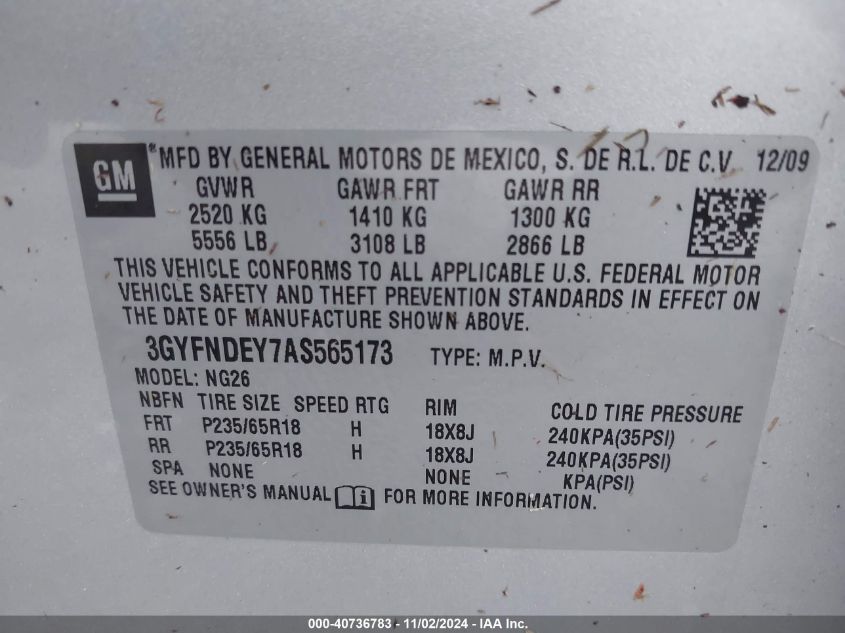 GM ® MFD BY GENERAL MOTORS DE MEXICO, S. DE R.L. DE C.V 12/09
GVWR GAWR FRT GAWR RR
2520 KG 1410 KG 1300 KG
5556 LB 3108 LB 2866 LB
THIS VEHICLE CONFORMS TO ALL APPLICABLE U.S. FEDERAL MOTOR
VEHICLE SAFETY AND THEFT PREVENTION STANDARDS IN EFFECT ON
THE DATE OF MANUFACTURE SHOWN ABOVE.
3GYFNDEY7AS565173 TYPE: M.P.V.
MODEL: NG26
NBFN TIRE SIZE SPEED RTG RIM COLD TIRE PRESSURE
FRT P235/65R18 H 18X8J 240KPA(35PSI)
RR P235/65R18 H 18X8J 240KPA(35PSI)
SPA NONE NONE KPA(PSI)
SEE OWNER'S MANUAL FOR MORE INFORMATION.
000-40736783 - 11/02/2024 - IAA Inc.